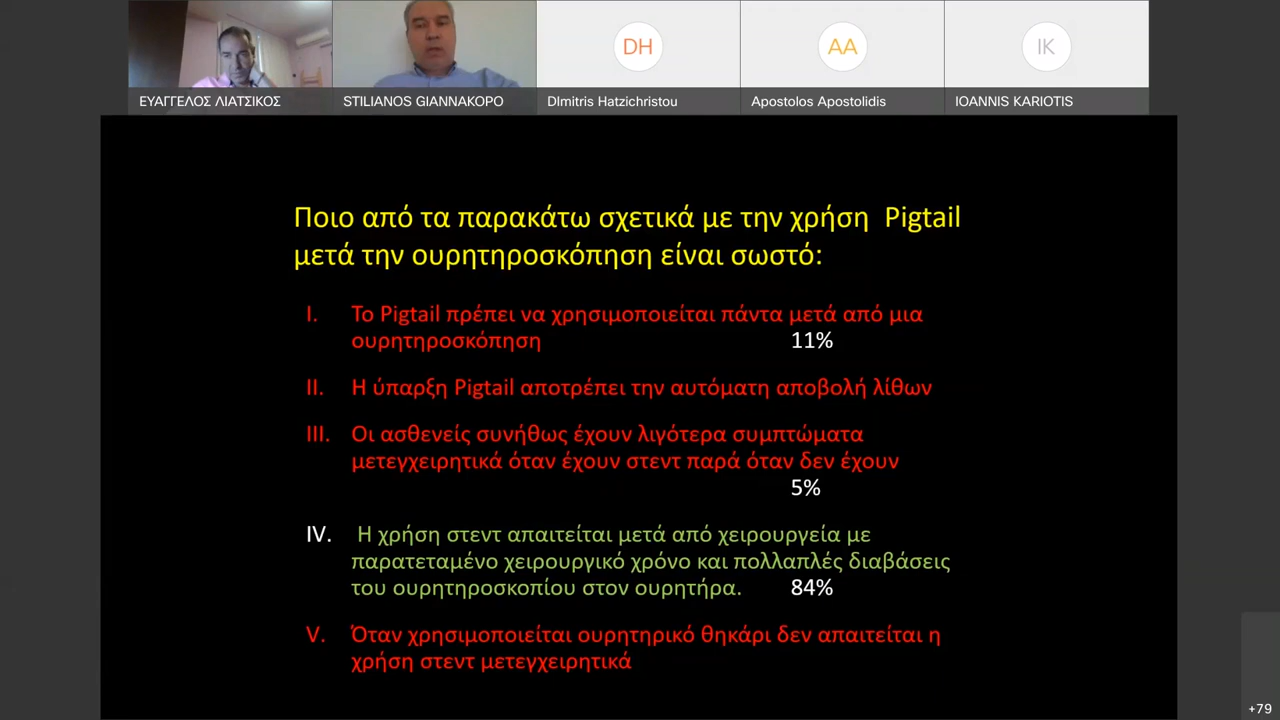 DH
AA
IK
ΕΥΑΓΓΕΛΟΣ ΛΙΑΤΣΙΚΟΣ
STILIANOS GIANNAKOPO
DImitris Hatzichristou
Apostolos Apostolidis
IOANNIS KARIOTIS
Ποιο από τα παρακάτω σχετικά με την χρήση Pigtail
μετά την ουρητηροσκόπηση είναι σωστό:
I. Το Pigtail πρέπει να χρησιμοποιείται πάντα μετά από μια
ουρητηροσκόπηση 11%
II. Η ύπαρξη Pigtail αποτρέπει την αυτόματη αποβολή λίθων
III. Οι ασθενείς συνήθως έχουν λιγότερα συμπτώματα
μετεγχειρητικά όταν έχουν στεντ παρά όταν δεν έχουν
5%
IV. Η χρήση στεντ απαιτείται μετά από χειρουργεία με
παρατεταμένο χειρουργικό χρόνο και πολλαπλές διαβάσεις
του ουρητηροσκοπίου στον ουρητήρα. 84%
V. Όταν χρησιμοποιείται ουρητηρικό θηκάρι δεν απαιτείται η
χρήση στεντ μετεγχειρητικά
+79